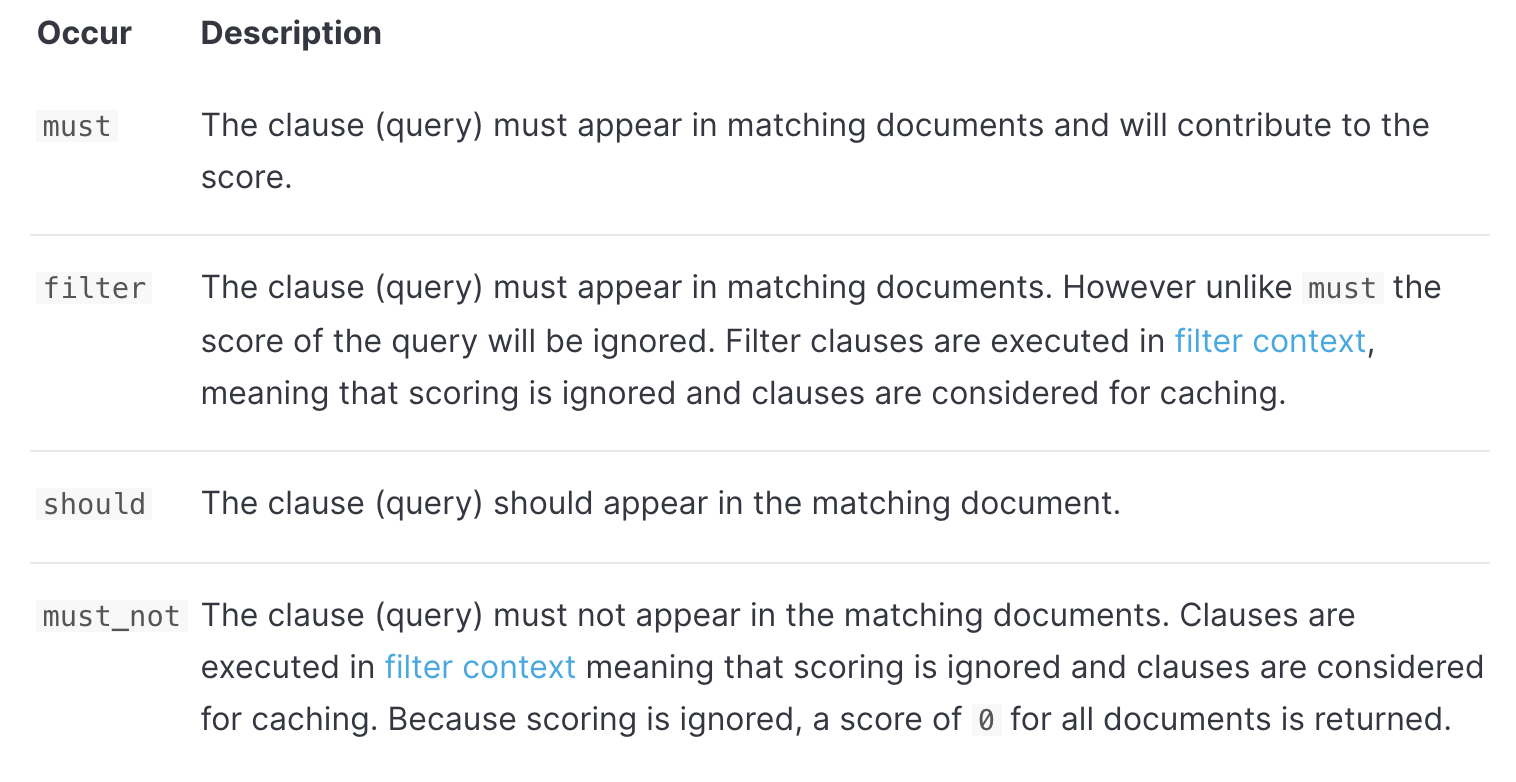 Occur Description
must The clause (query) must appear in matching documents and will contribute to the
score.
filter The clause (query) must appear in matching documents. However unlike must the
score of the query will be ignored. Filter clauses are executed in filter context,
meaning that scoring is ignored and clauses are considered for caching.
should The clause (query) should appear in the matching document.
must_not The clause (query) must not appear in the matching documents. Clauses are
executed in filter context meaning that scoring is ignored and clauses are considered
for caching. Because scoring is ignored, a score of 0 for all documents is returned.